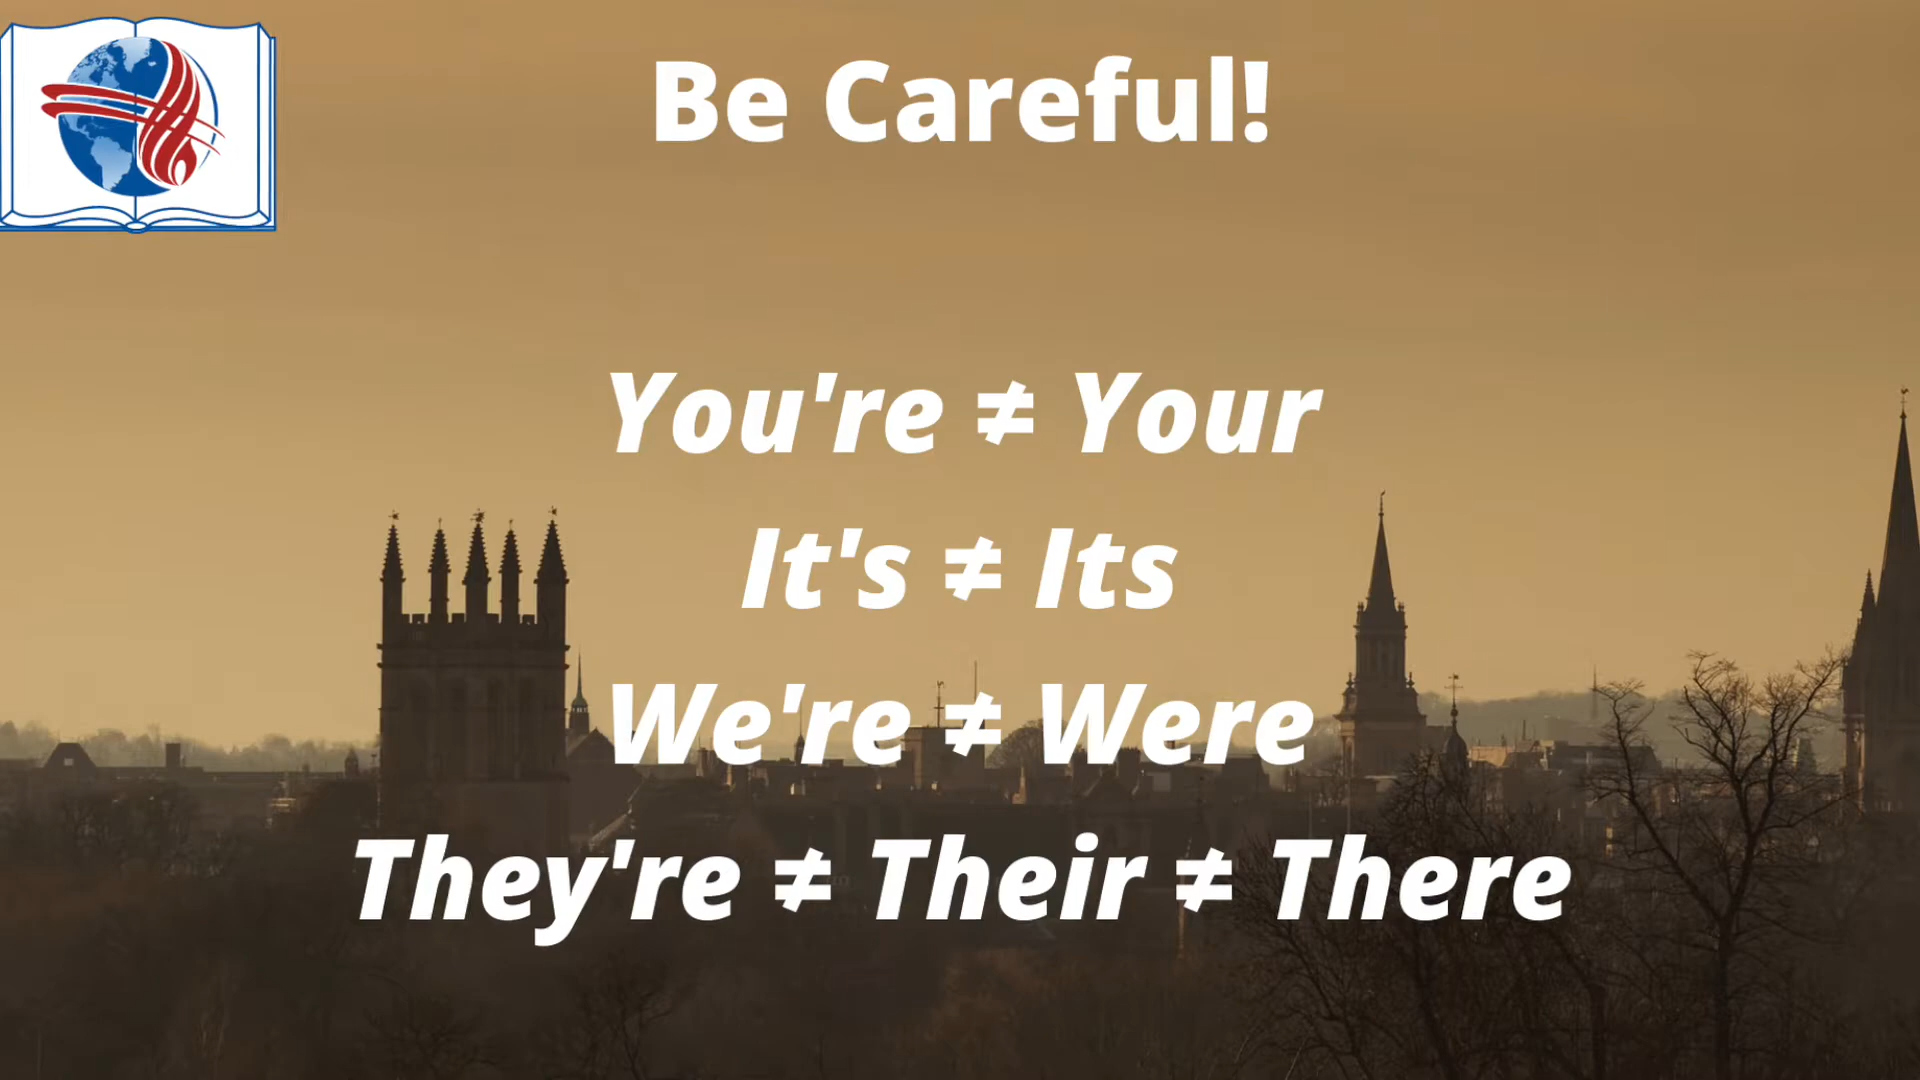 Be Careful!
You're ≠ Your
It's ≠ Its
We're ≠ Were
They're ≠ Their ≠ There